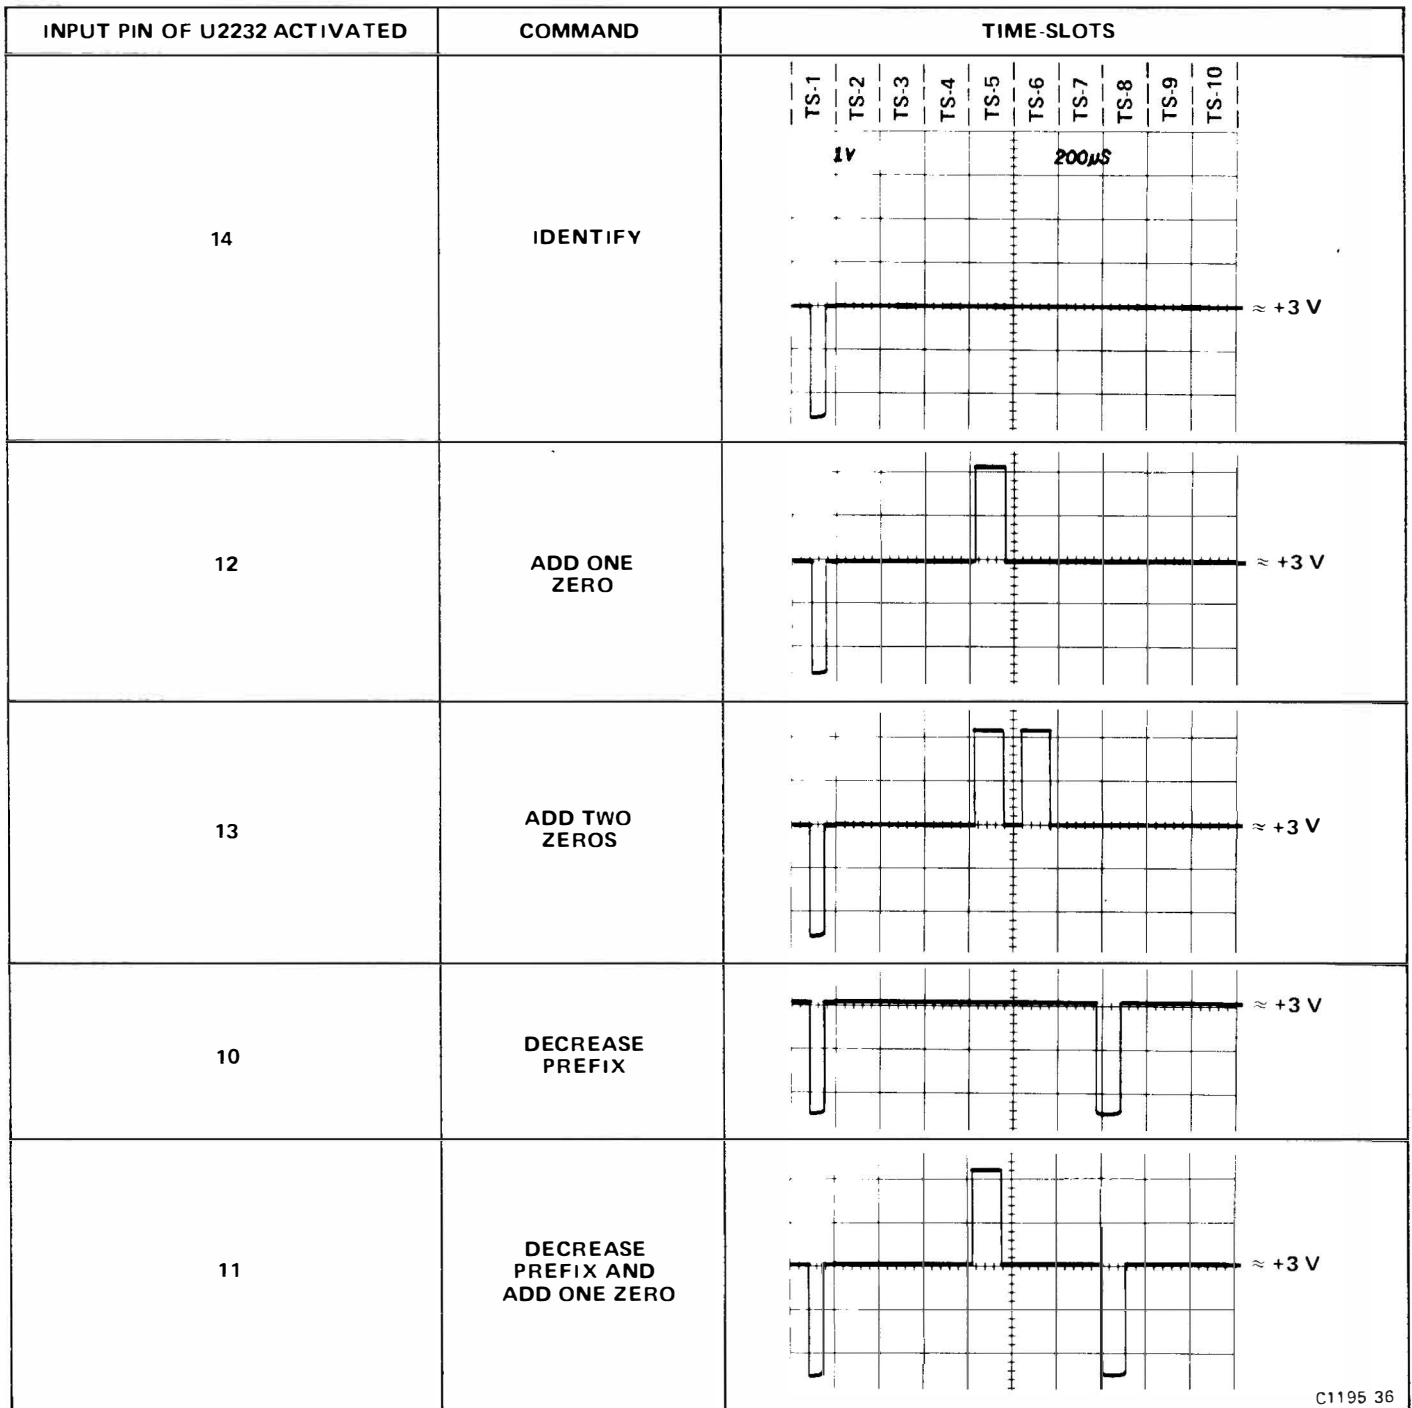 INPUT PIN OF U2232 ACTIVATED
COMMAND
TIME-SLOTS
TS-1
TS-2
TS-3
TS-4
TS-5
TS-6
TS-7
TS-8
TS-9
TS-10
1V
200µS
14
IDENTIFY
≈ +3 V
12
ADD ONE
ZERO
≈ +3 V
13
ADD TWO
ZEROS
≈ +3 V
10
DECREASE
PREFIX
≈ +3 V
11
DECREASE
PREFIX AND
ADD ONE ZERO
≈ +3 V
C1195 36